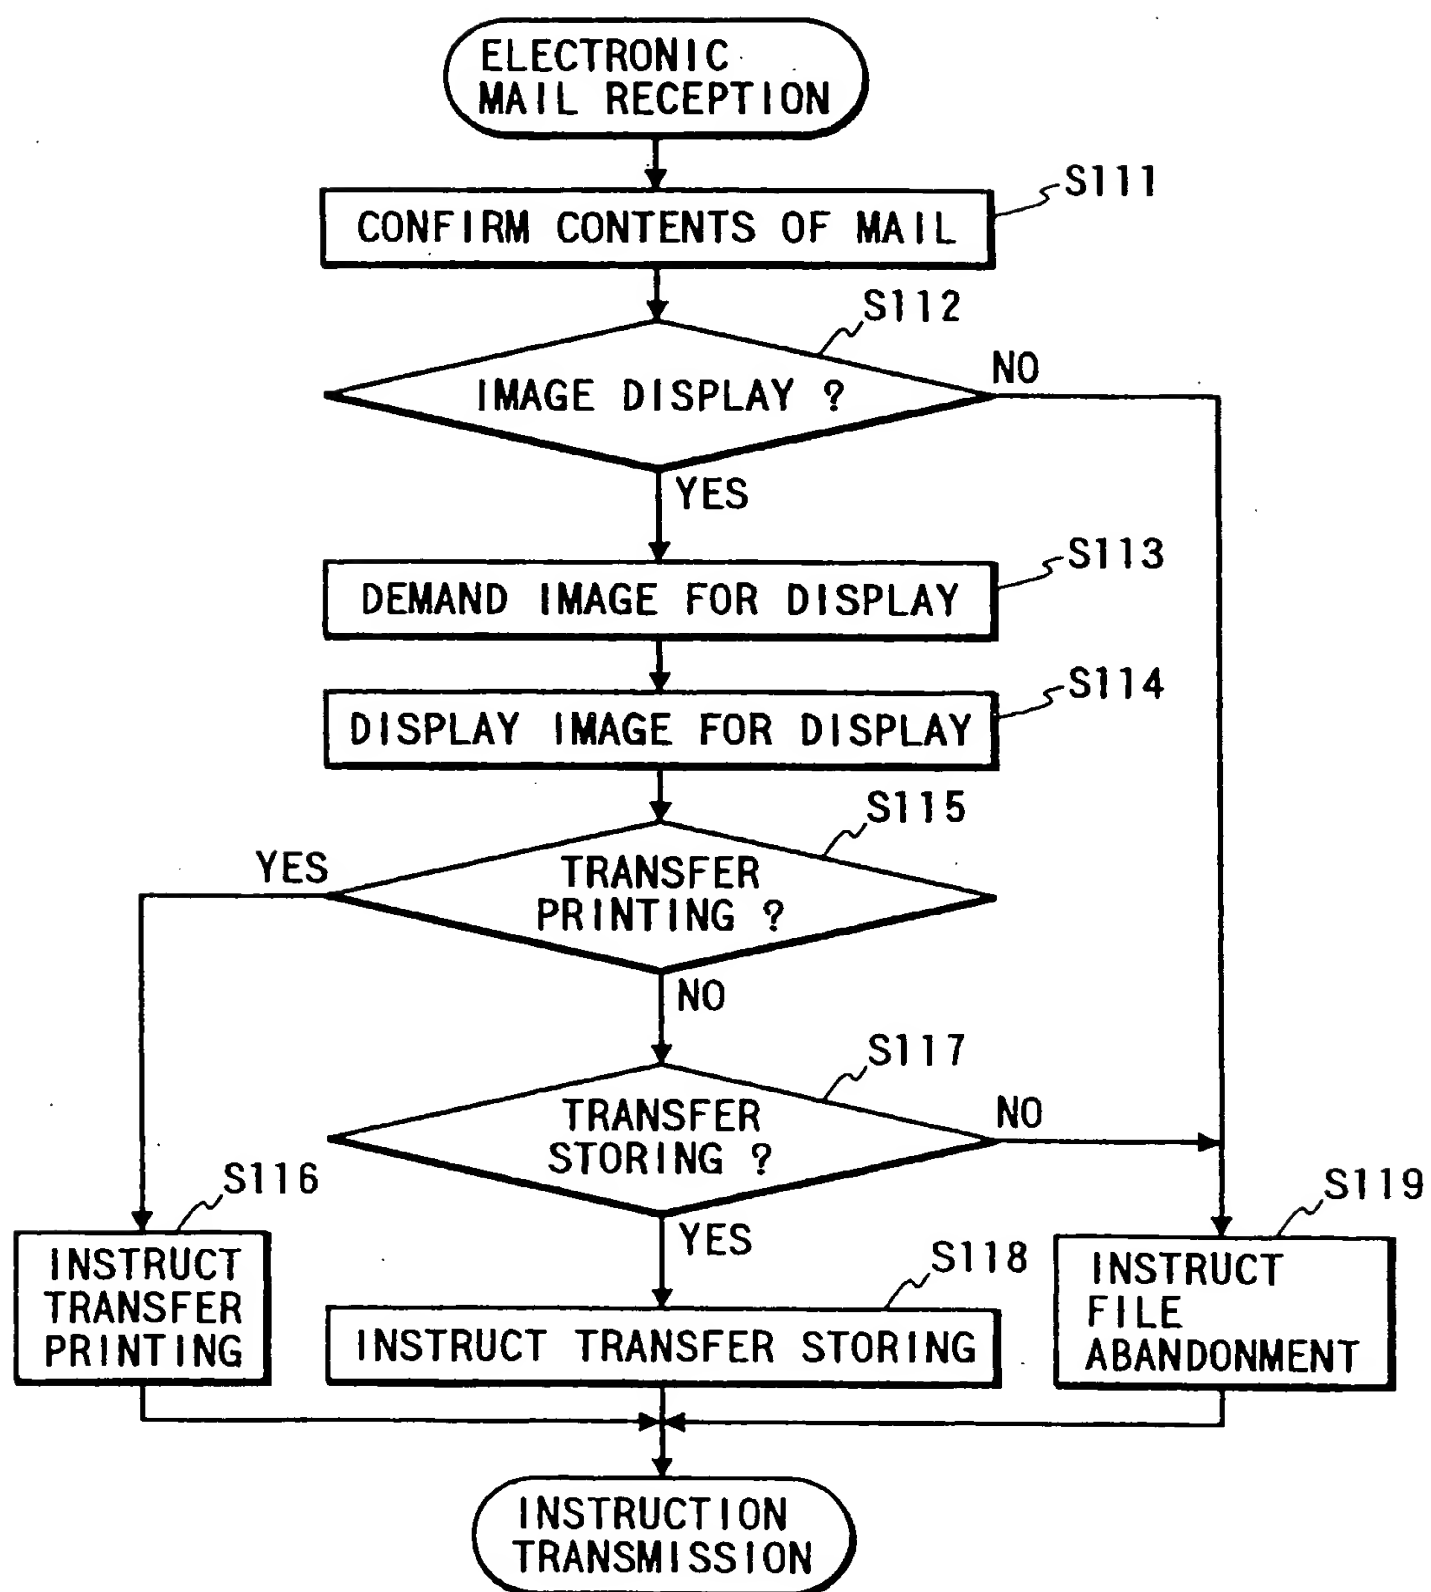 ELECTRONIC
MAIL RECEPTION
S111
CONFIRM CONTENTS OF MAIL
S112
IMAGE DISPLAY ?
NO
YES
S113
DEMAND IMAGE FOR DISPLAY
S114
DISPLAY IMAGE FOR DISPLAY
S115
YES
TRANSFER
PRINTING ?
NO
S117
TRANSFER
STORING ?
NO
S116
INSTRUCT
TRANSFER
PRINTING
YES
S118
INSTRUCT TRANSFER STORING
S119
INSTRUCT
FILE
ABANDONMENT
INSTRUCTION
TRANSMISSION